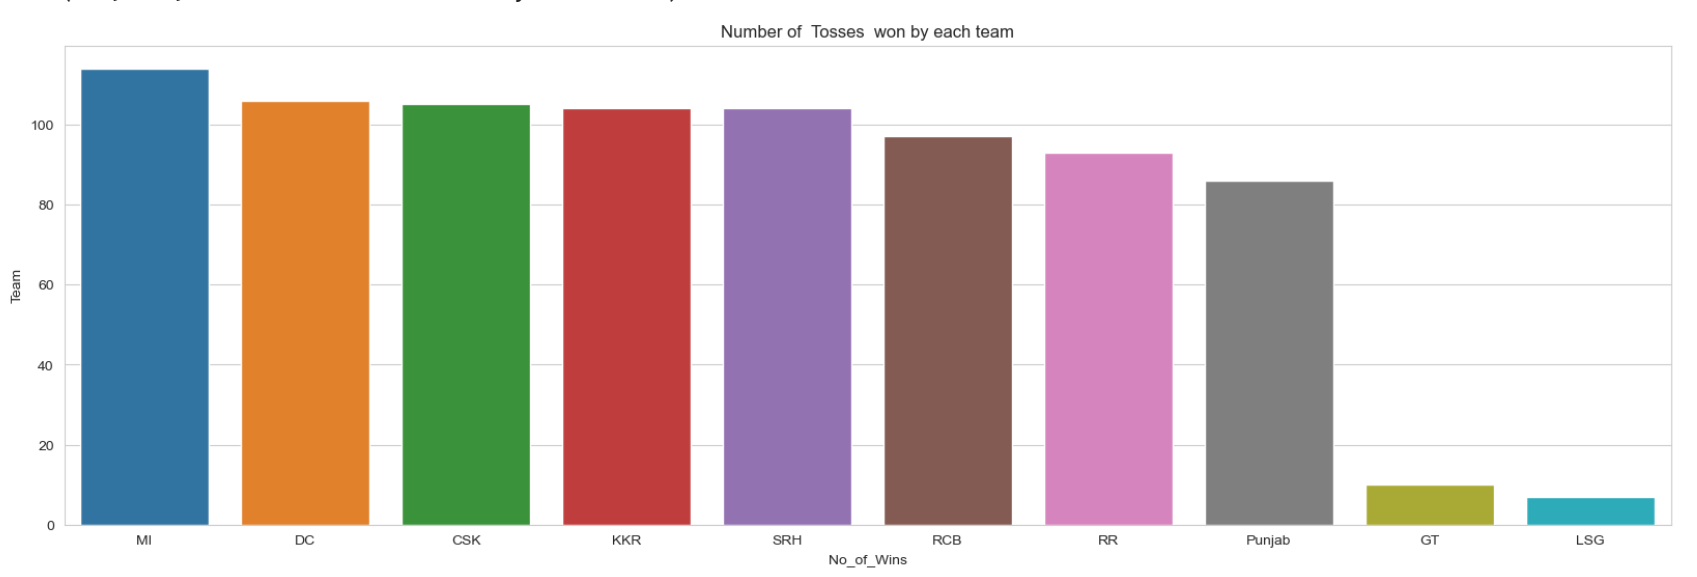 Number of  Tosses  won by each team
Team
100
80
60
40
20
0
MI DC CSK KKR SRH RCB RR Punjab GT LSG
No_of_Wins